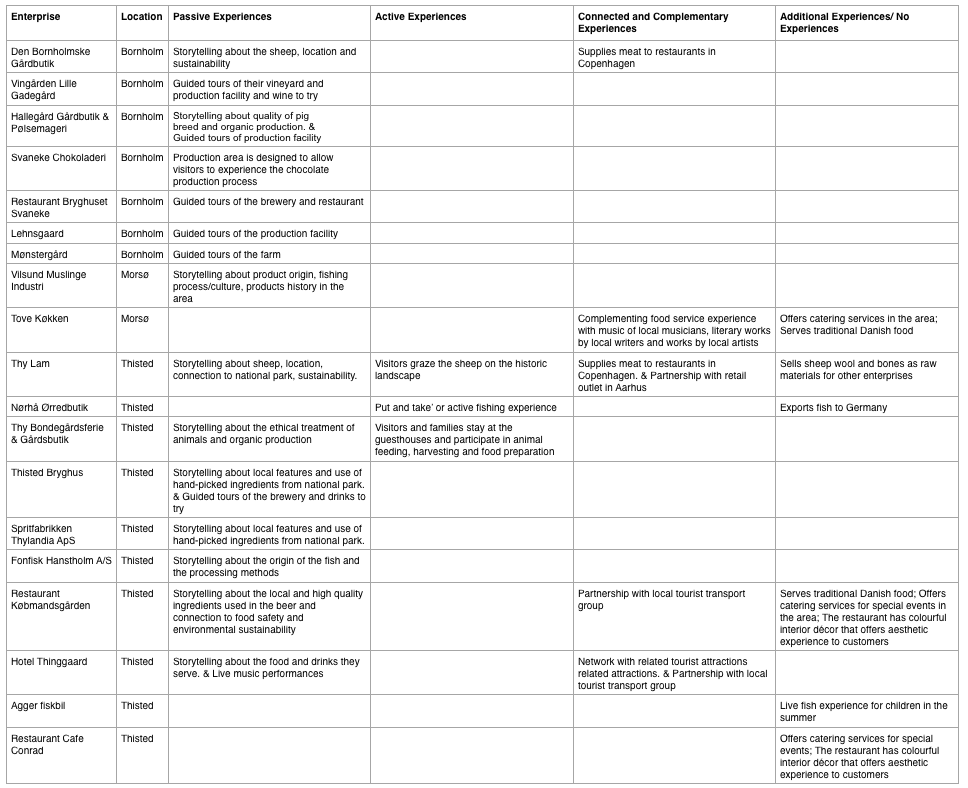 Enterprise
Location
Passive Experiences
Active Experiences
Connected and Complementary
Experiences
Additional Experiences/ No
Experiences
Den Bornholmske
Gårdbutik
Bornholm
Storytelling about the sheep, location and
sustainability
Supplies meat to restaurants in
Copenhagen
Vingården Lille
Gadegård
Bornholm
Guided tours of their vineyard and
production facility and wine to try
Hallegård Gårdbutik &
Pølsemageri
Bornholm
Storytelling about quality of pig
breed and organic production. &
Guided tours of production facility
Svaneke Chokoladeri
Bornholm
Production area is designed to allow
visitors to experience the chocolate
production process
Restaurant Bryghuset
Svaneke
Bornholm
Guided tours of the brewery and restaurant
Lehnsgaard
Bornholm
Guided tours of the production facility
Mønstergård
Bornholm
Guided tours of the farm
Vilsund Muslinge
Industri
Morsø
Storytelling about product origin, fishing
process/culture, products history in the
area
Tove Køkken
Morsø
Complementing food service experience
with music of local musicians, literary works
by local writers and works by local artists
Offers catering services in the area;
Serves traditional Danish food
Thy Lam
Thisted
Storytelling about sheep, location,
connection to national park, sustainability.
Visitors graze the sheep on the historic
landscape
Supplies meat to restaurants in
Copenhagen. & Partnership with retail
outlet in Aarhus
Sells sheep wool and bones as raw
materials for other enterprises
Nørhå Ørredbutik
Thisted
Put and take' or active fishing experience
Exports fish to Germany
Thy Bondegårdsferie
& Gårdsbutik
Thisted
Storytelling about the ethical treatment of
animals and organic production
Visitors and families stay at the
guesthouses and participate in animal
feeding, harvesting and food preparation
Thisted Bryghus
Thisted
Storytelling about local features and use of
hand-picked ingredients from national park.
& Guided tours of the brewery and drinks to
try
Spritfabrikken
Thylandia ApS
Thisted
Storytelling about local features and use of
hand-picked ingredients from national park.
Fonfisk Hanstholm A/S
Thisted
Storytelling about the origin of the fish and
the processing methods
Restaurant
Købmandsgården
Thisted
Storytelling about the local and high quality
ingredients used in the beer and
connection to food safety and
environmental sustainability
Partnership with local tourist transport
group
Serves traditional Danish food; Offers
catering services for special events in
the area; The restaurant has colourful
interior décor that offers aesthetic
experience to customers
Hotel Thinggaard
Thisted
Storytelling about the food and drinks they
serve. & Live music performances
Network with related tourist attractions
related attractions. & Partnership with local
tourist transport group
Agger fiskbil
Thisted
Live fish experience for children in the
summer
Restaurant Cafe
Conrad
Thisted
Offers catering services for special
events; The restaurant has colourful
interior décor that offers aesthetic
experience to customers